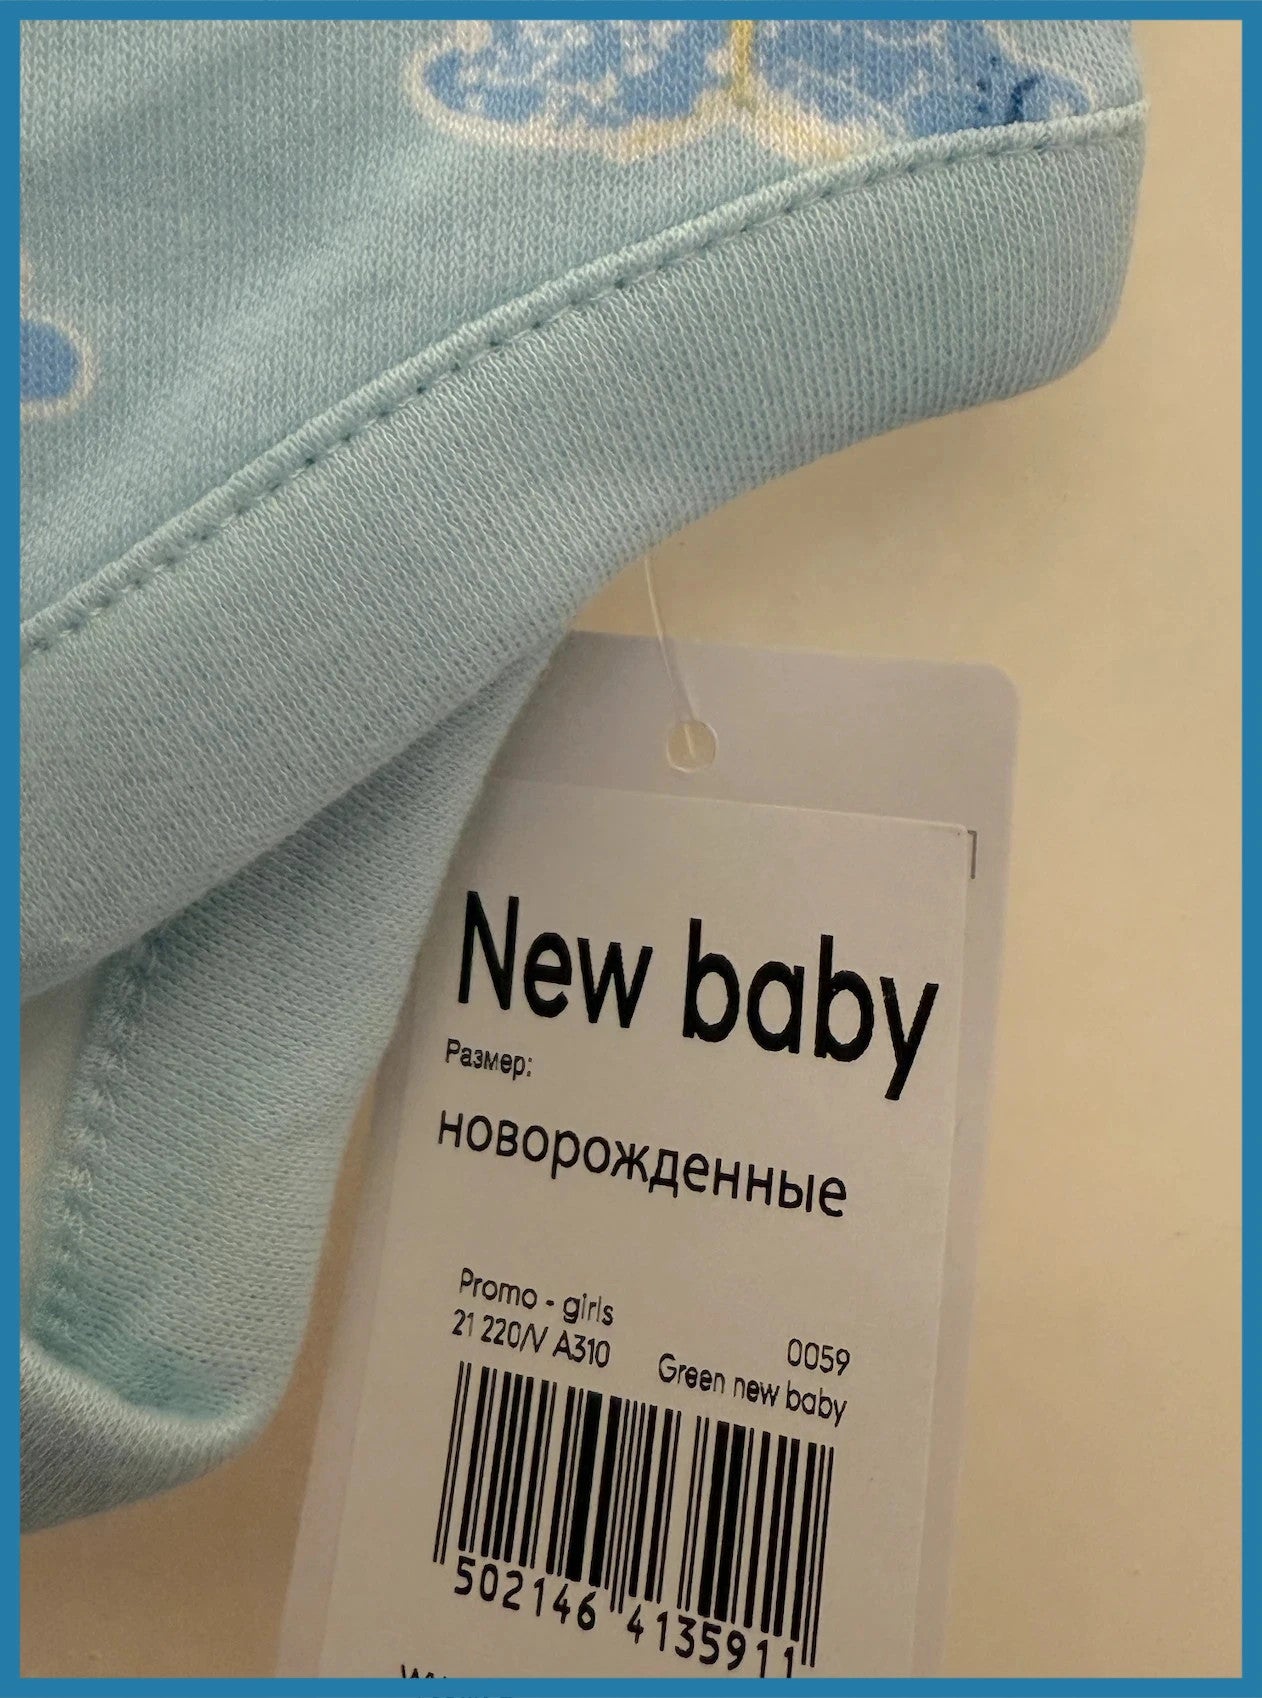 New baby
Размер:
новорожденные
Promo - girls
21 220/V A310
0059
Green new baby
502146 4135911